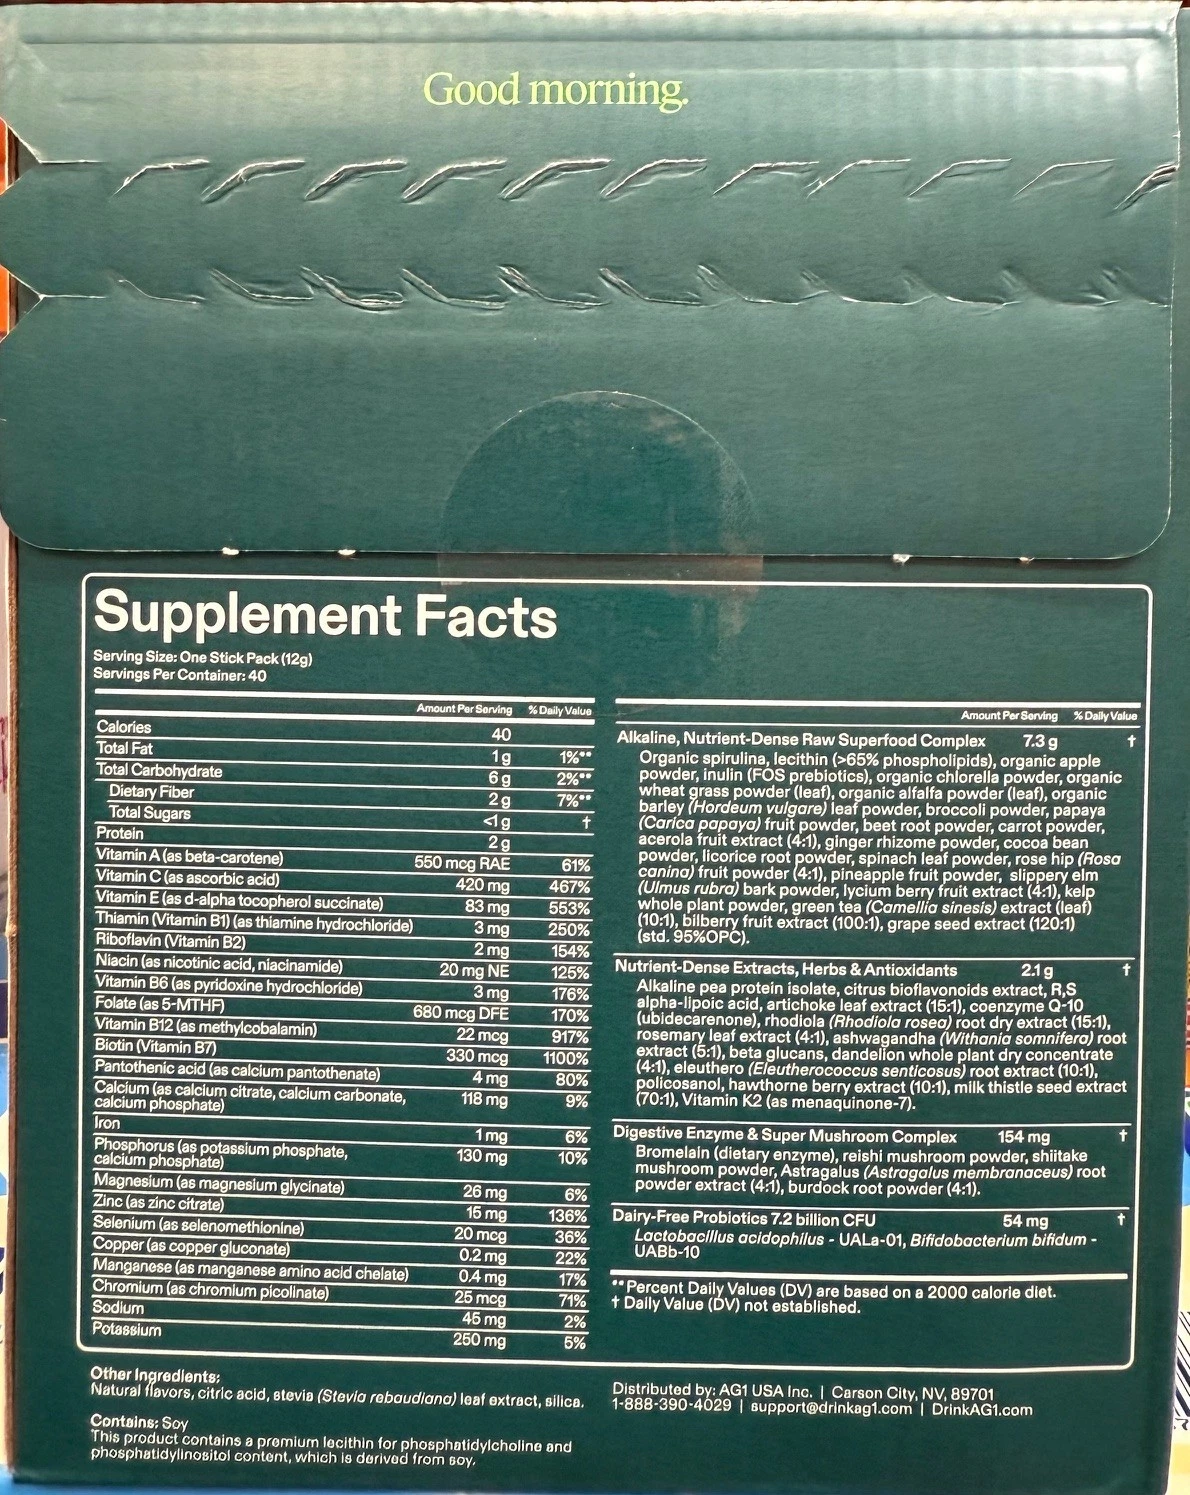 Good morning.
Supplement Facts
Serving Size: One Stick Pack (12g)
Servings Per Container: 40
Amount Per Serving % Daily Value
Calories 40
Total Fat 1 g 1%**
Total Carbohydrate 6 g 2%**
Dietary Fiber 2 g 7%**
Total Sugars <1 g †
Protein 2 g
Vitamin A (as beta-carotene) 550 mcg RAE 61%
Vitamin C (as ascorbic acid) 420 mg 467%
Vitamin E (as d-alpha tocopherol succinate) 83 mg 553%
Thiamin (Vitamin B1) (as thiamine hydrochloride) 3 mg 250%
Riboflavin (Vitamin B2) 2 mg 154%
Niacin (as nicotinic acid, niacinamide) 20 mg NE 125%
Vitamin B6 (as pyridoxine hydrochloride) 3 mg 176%
Folate (as 5-MTHF) 680 mcg DFE 170%
Vitamin B12 (as methylcobalamin) 22 mcg 917%
Biotin (Vitamin B7) 330 mcg 1100%
Pantothenic acid (as calcium pantothenate) 4 mg 80%
Calcium (as calcium citrate, calcium carbonate,
calcium phosphate) 118 mg 9%
Iron 1 mg 6%
Phosphorus (as potassium phosphate,
calcium phosphate) 130 mg 10%
Magnesium (as magnesium glycinate) 26 mg 6%
Zinc (as zinc citrate) 15 mg 136%
Selenium (as selenomethionine) 20 mcg 36%
Copper (as copper gluconate) 0.2 mg 22%
Manganese (as manganese amino acid chelate) 0.4 mg 17%
Chromium (as chromium picolinate) 25 mcg 71%
Sodium 45 mg 2%
Potassium 250 mg 5%
Amount Per Serving % Daily Value
Alkaline, Nutrient-Dense Raw Superfood Complex 7.3 g †
Organic spirulina, lecithin (>65% phospholipids), organic apple
powder, inulin (FOS prebiotics), organic chlorella powder, organic
wheat grass powder (leaf), organic alfalfa powder (leaf), organic
barley (Hordeum vulgare) leaf powder, broccoli powder, papaya
(Carica papaya) fruit powder, beet root powder, carrot powder,
acerola fruit extract (4:1), ginger rhizome powder, cocoa bean
powder, licorice root powder, spinach leaf powder, rose hip (Rosa
canina) fruit powder (4:1), pineapple fruit powder, slippery elm
(Ulmus rubra) bark powder, lycium berry fruit extract (4:1), kelp
whole plant powder, green tea (Camellia sinesis) extract (leaf)
(10:1), bilberry fruit extract (100:1), grape seed extract (120:1)
(std. 95%OPC).
Nutrient-Dense Extracts, Herbs & Antioxidants 2.1 g †
Alkaline pea protein isolate, citrus bioflavonoids extract, R,S
alpha-lipoic acid, artichoke leaf extract (15:1), coenzyme Q-10
(ubidecarenone), rhodiola (Rhodiola rosea) root dry extract (15:1),
rosemary leaf extract (4:1), ashwagandha (Withania somnifera) root
extract (5:1), beta glucans, dandelion whole plant dry concentrate
(4:1), eleuthero (Eleutherococcus senticosus) root extract (10:1),
policosanol, hawthorne berry extract (10:1), milk thistle seed extract
(70:1), Vitamin K2 (as menaquinone-7).
Digestive Enzyme & Super Mushroom Complex 154 mg †
Bromelain (dietary enzyme), reishi mushroom powder, shiitake
mushroom powder, Astragalus (Astragalus membranaceus) root
powder extract (4:1), burdock root powder (4:1).
Dairy-Free Probiotics 7.2 billion CFU 54 mg †
Lactobacillus acidophilus - UALa-01, Bifidobacterium bifidum -
UABb-10
**Percent Daily Values (DV) are based on a 2000 calorie diet.
† Daily Value (DV) not established.
Other Ingredients:
Natural flavors, citric acid, stevia (Stevia rebaudiana) leaf extract, silica.
Contains: Soy
This product contains a premium lecithin for phosphatidylcholine and
phosphatidylinositol content, which is derived from soy.
Distributed by: AG1 USA Inc. | Carson City, NV, 89701
1-888-390-4029 | support@drinkag1.com | DrinkAG1.com